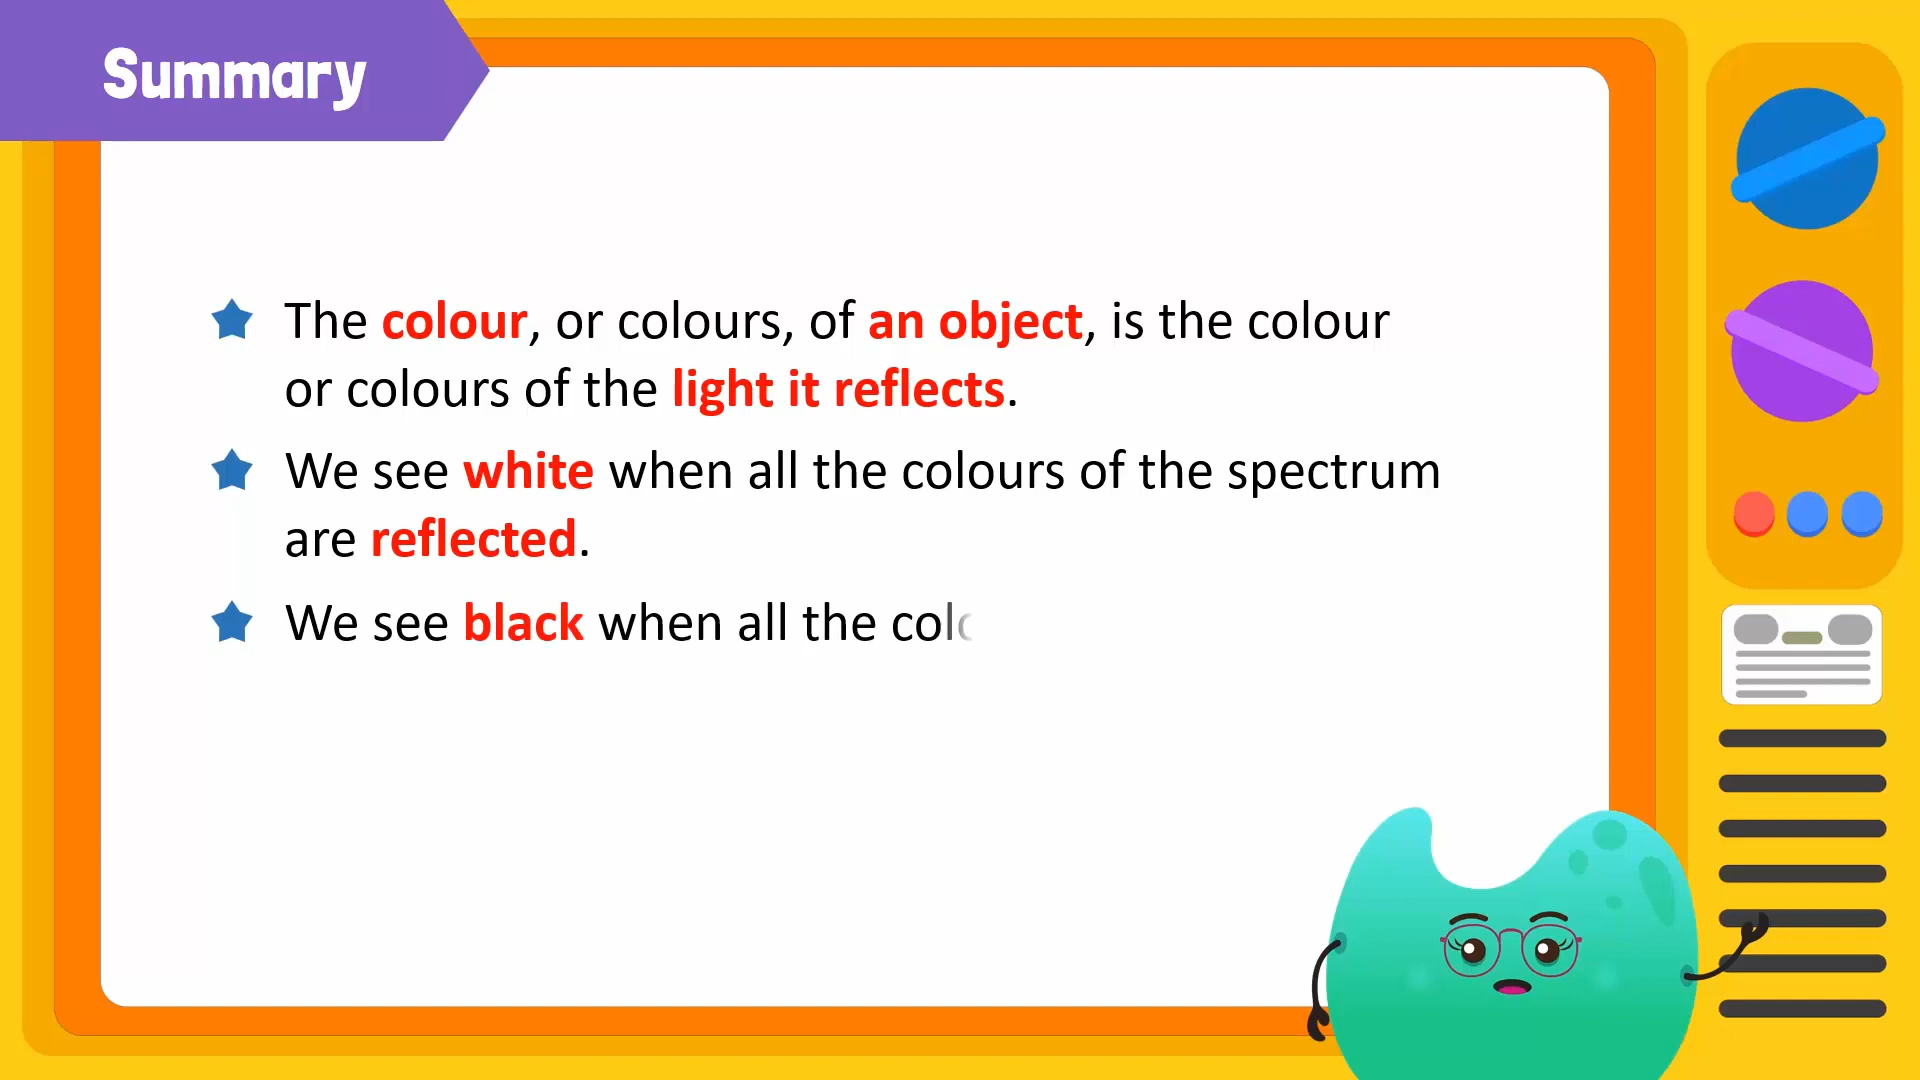 Summary
The colour, or colours, of an object, is the colour
or colours of the light it reflects.
We see white when all the colours of the spectrum
are reflected.
We see black when all the